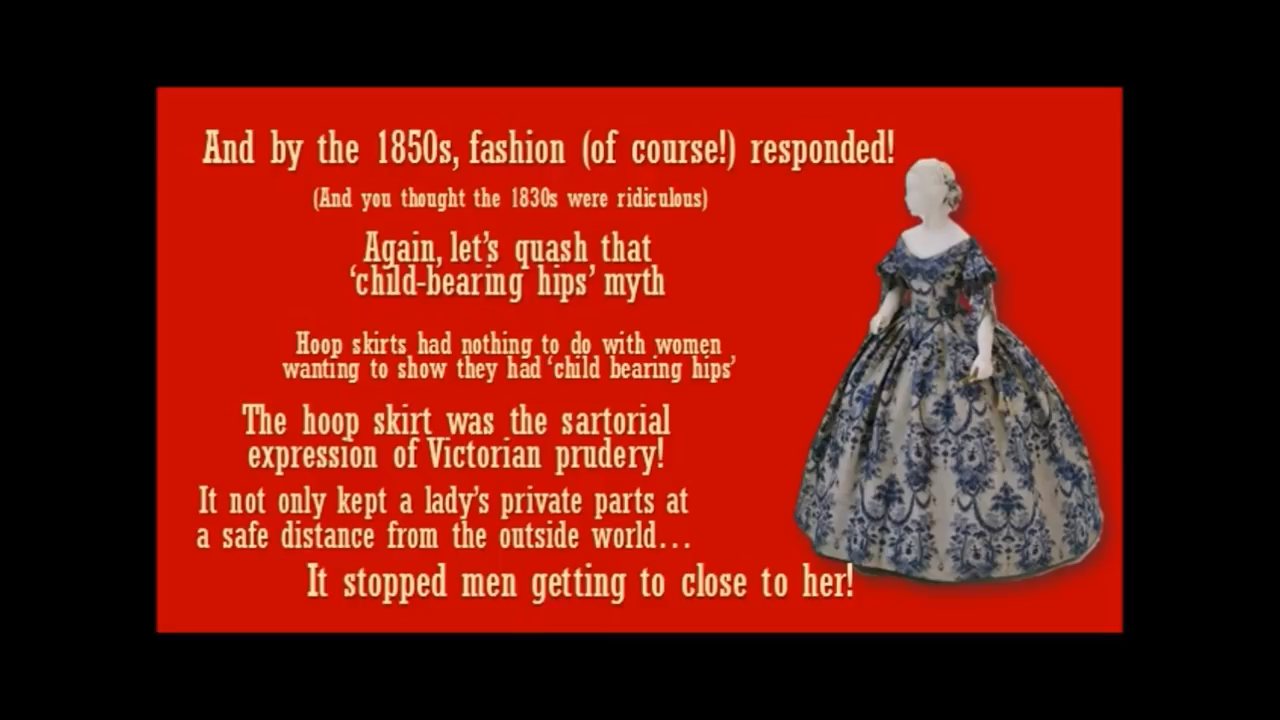 And by the 1850s, fashion (of course!) responded!
(And you thought the 1830s were ridiculous)
Again, let's quash that
‘child-bearing hips’ myth
Hoop skirts had nothing to do with women
wanting to show they had ‘child bearing hips’
The hoop skirt was the sartorial
expression of Victorian prudery!
It not only kept a lady's private parts at
a safe distance from the outside world...
It stopped men getting to close to her!